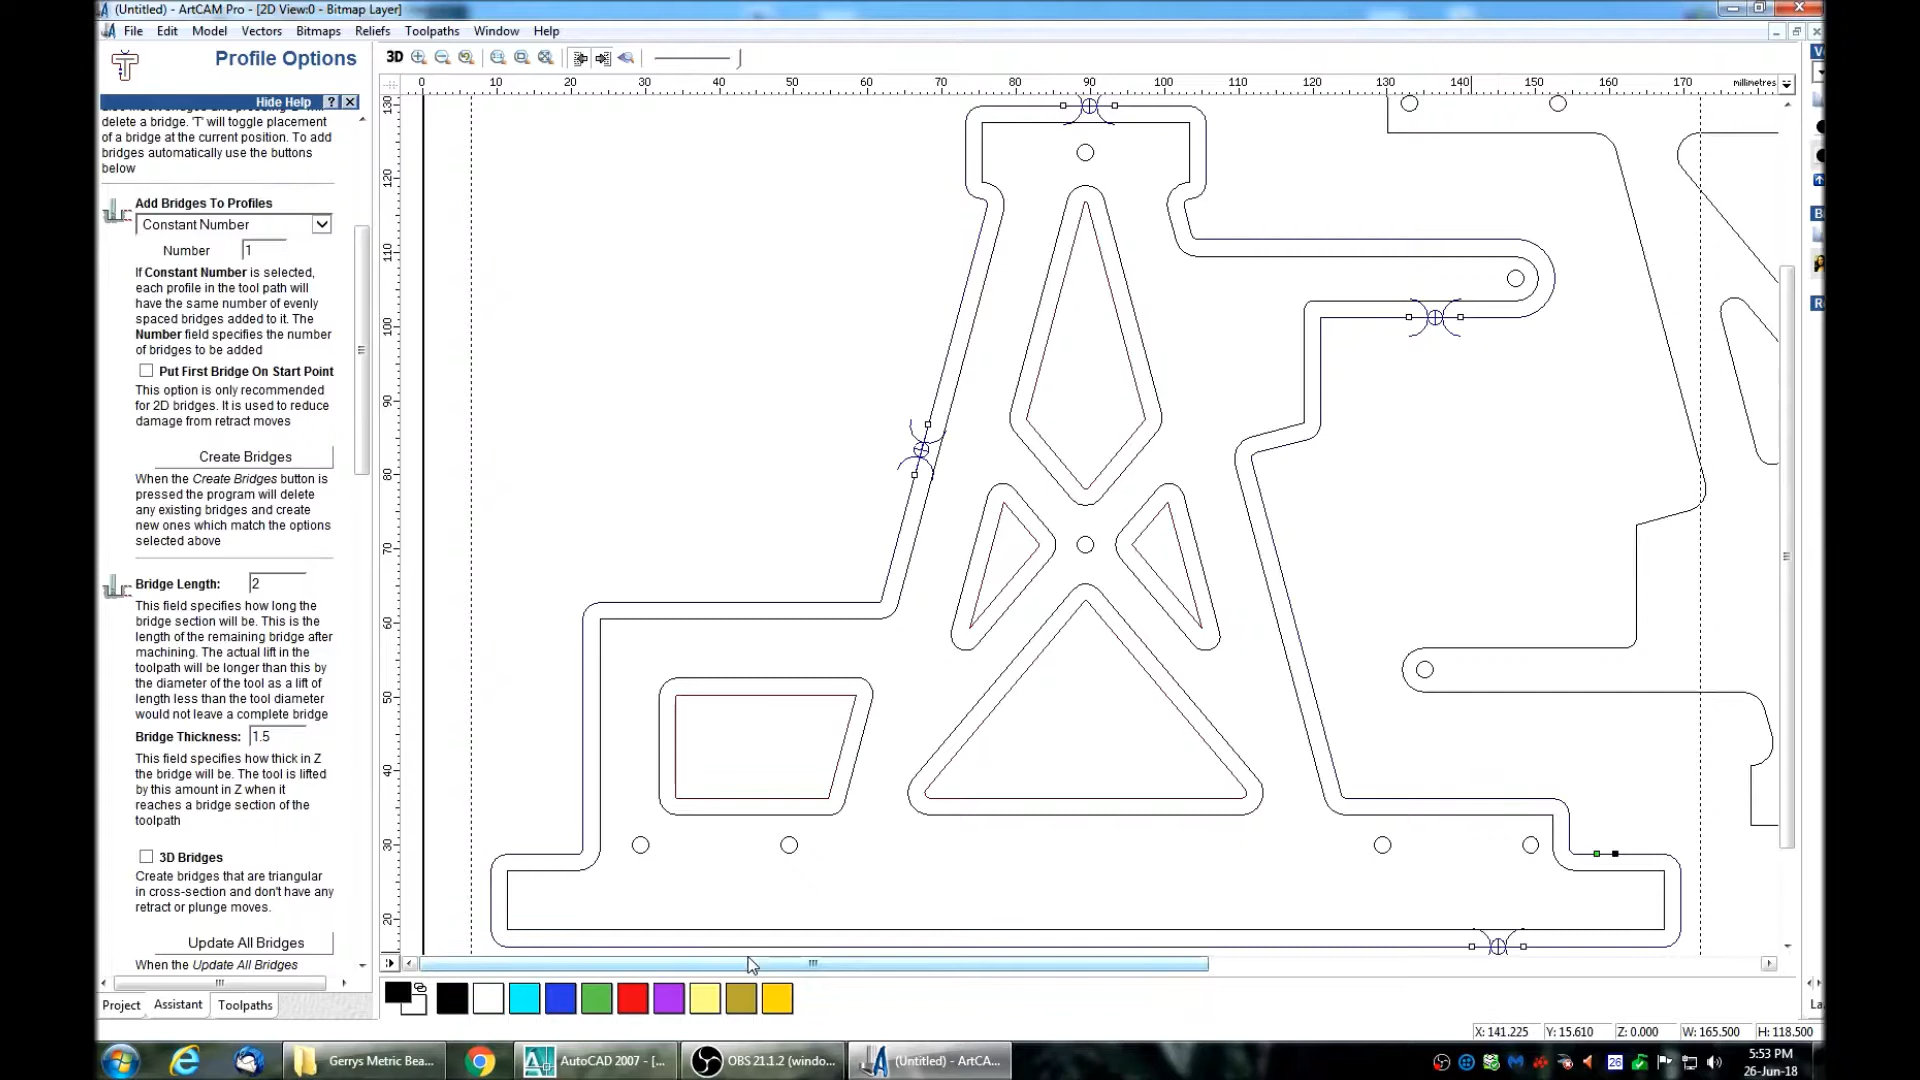 (Untitled) - ArtCAM Pro - [2D View:0 - Bitmap Layer]
File Edit Model Vectors Bitmaps Reliefs Toolpaths Window Help
Profile Options
3D
Hide Help ? X
delete a bridge. 'T' will toggle placement
of a bridge at the current position. To add
bridges automatically use the buttons
below
Add Bridges To Profiles
Constant Number
Number 1
If Constant Number is selected,
each profile in the tool path will
have the same number of evenly
spaced bridges added to it. The
Number field specifies the number
of bridges to be added
Put First Bridge On Start Point
This option is only recommended
for 2D bridges. It is used to reduce
damage from retract moves
Create Bridges
When the Create Bridges button is
pressed the program will delete
any existing bridges and create
new ones which match the options
selected above
Bridge Length: 2
This field specifies how long the
bridge section will be. This is the
length of the remaining bridge after
machining. The actual lift in the
toolpath will be longer than this by
the diameter of the tool as a lift of
length less than the tool diameter
would not leave a complete bridge
Bridge Thickness: 1.5
This field specifies how thick in Z
the bridge will be. The tool is lifted
by this amount in Z when it
reaches a bridge section of the
toolpath
3D Bridges
Create bridges that are triangular
in cross-section and don't have any
retract or plunge moves.
Update All Bridges
When the Update All Bridges
Project Assistant Toolpaths
0 10 20 30 40 50 60 70 80 90 100 110 120 130 140 150 160 170 millimetres
130
120
110
100
90
80
70
60
50
40
30
20
X: 141.225 Y: 15.610 Z: 0.000 W: 165.500 H: 118.500
Gerrys Metric Bea...
AutoCAD 2007 - [...
OBS 21.1.2 (windo...
(Untitled) - ArtCA...
26
5:53 PM
26-Jun-18